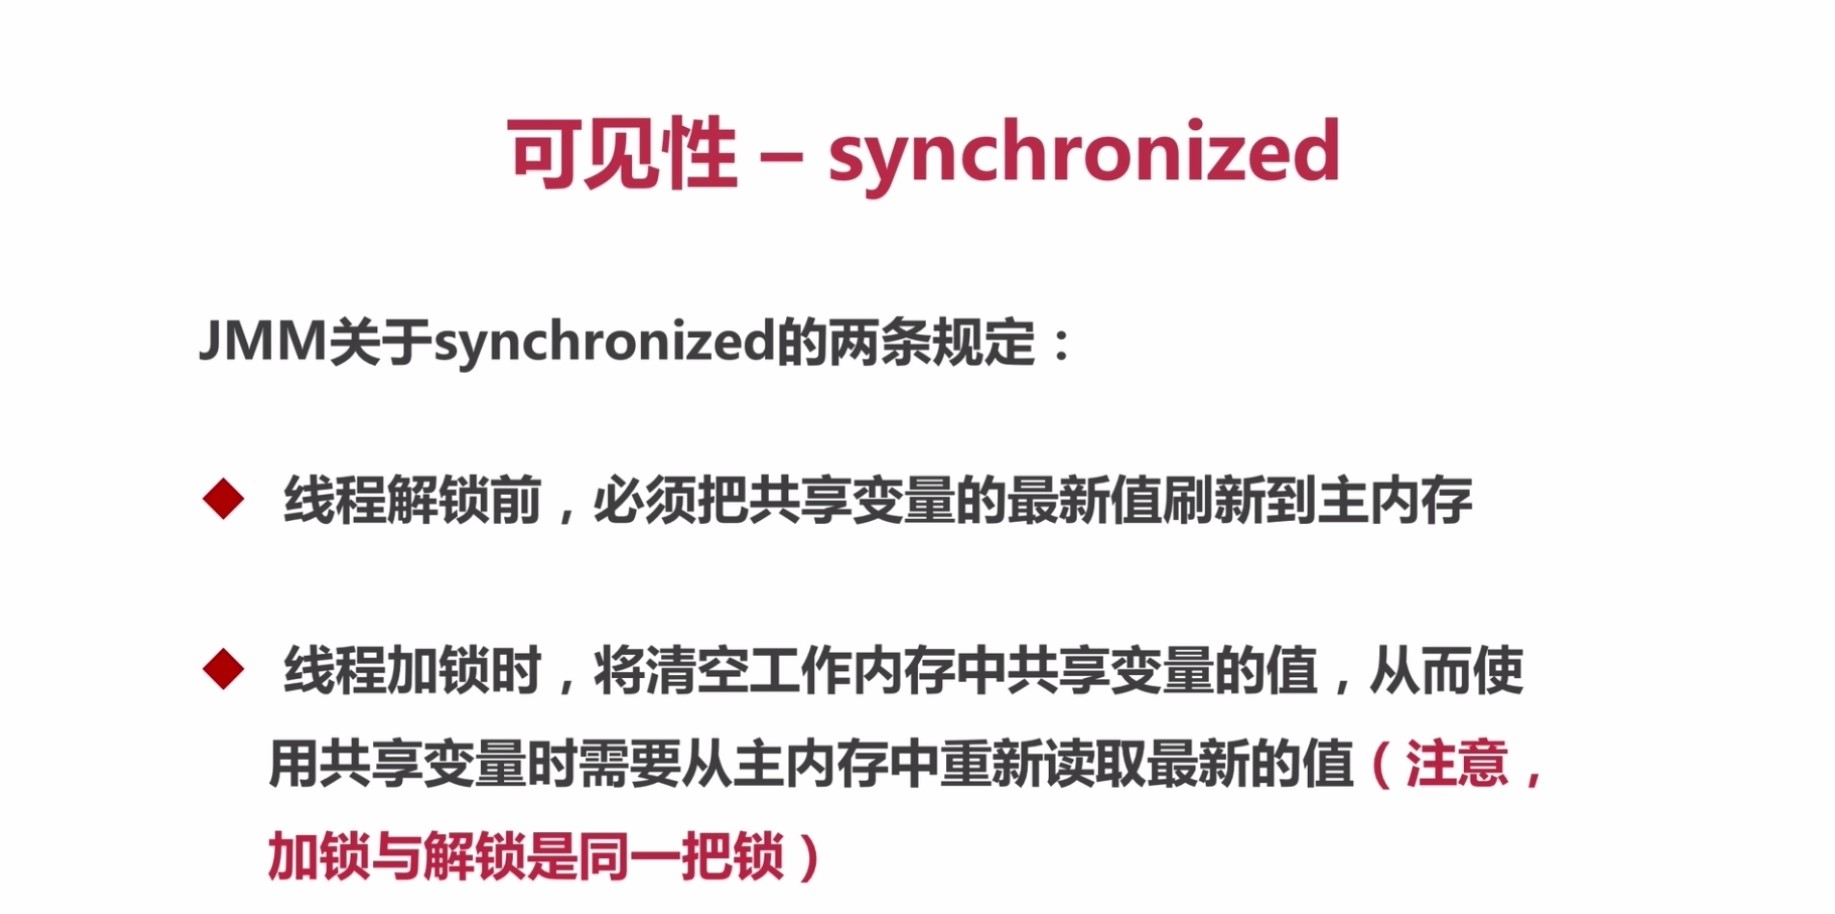 可见性 – synchronized
JMM关于synchronized的两条规定：
◆ 线程解锁前，必须把共享变量的最新值刷新到主内存
◆ 线程加锁时，将清空工作内存中共享变量的值，从而使
用共享变量时需要从主内存中重新读取最新的值（注意，
加锁与解锁是同一把锁）